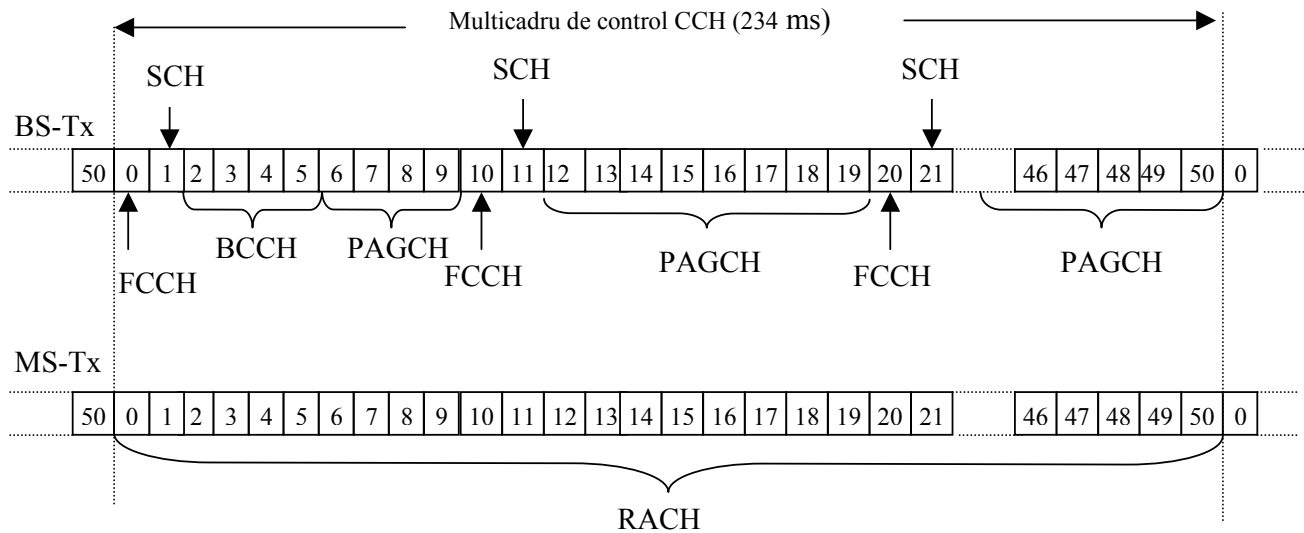 Multicadru de control CCH (234 ms)
SCH SCH SCH
BS-Tx
50 0 1 2 3 4 5 6 7 8 9 10 11 12 13 14 15 16 17 18 19 20 21 46 47 48 49 50 0
BCCH PAGCH PAGCH PAGCH
FCCH FCCH FCCH
MS-Tx
50 0 1 2 3 4 5 6 7 8 9 10 11 12 13 14 15 16 17 18 19 20 21 46 47 48 49 50 0
RACH